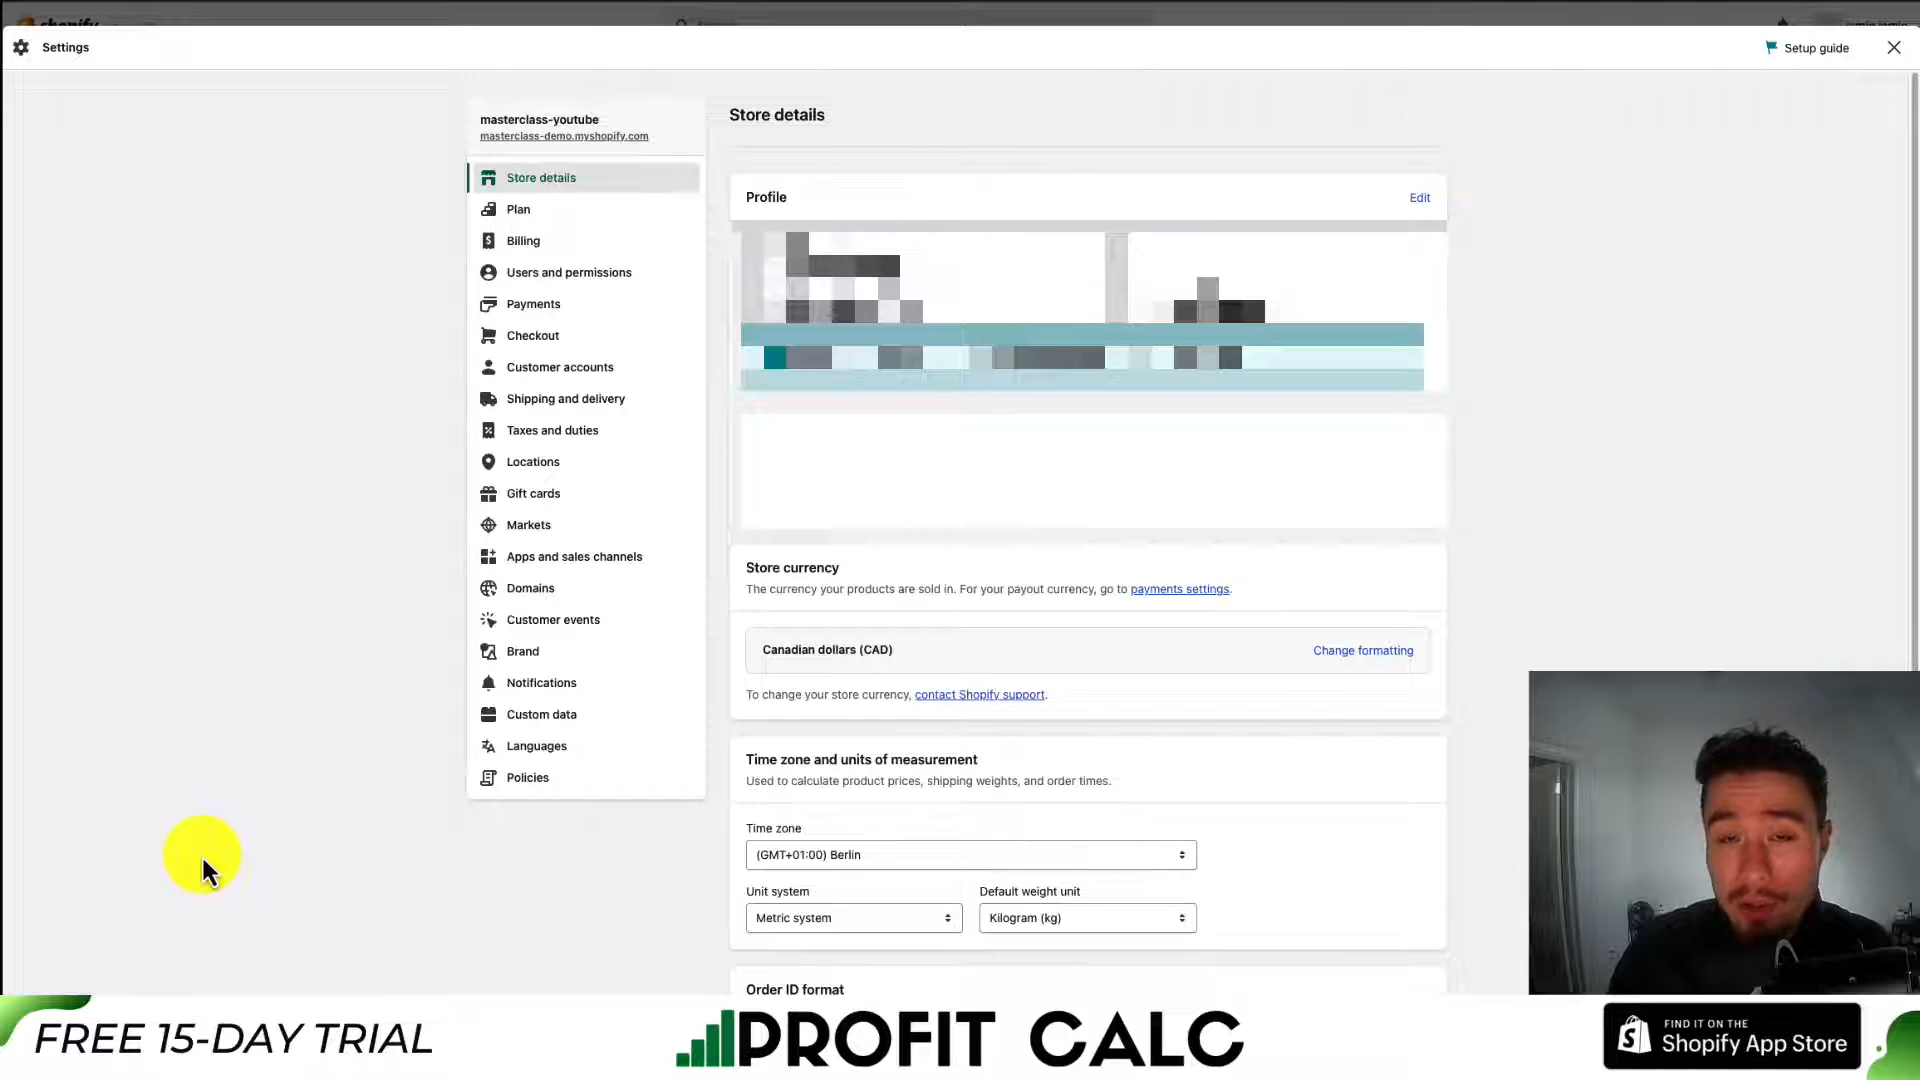 shopify
Settings
Setup guide
masterclass-youtube
masterclass-demo.myshopify.com
Store details
Plan
Billing
Users and permissions
Payments
Checkout
Customer accounts
Shipping and delivery
Taxes and duties
Locations
Gift cards
Markets
Apps and sales channels
Domains
Customer events
Brand
Notifications
Custom data
Languages
Policies
Store details
Profile
Edit
Store currency
The currency your products are sold in. For your payout currency, go to payments settings.
Canadian dollars (CAD)
Change formatting
To change your store currency, contact Shopify support.
Time zone and units of measurement
Used to calculate product prices, shipping weights, and order times.
Time zone
(GMT+01:00) Berlin
Unit system
Default weight unit
Metric system
Kilogram (kg)
Order ID format
FREE 15-DAY TRIAL
PROFIT CALC
FIND IT ON THE
Shopify App Store